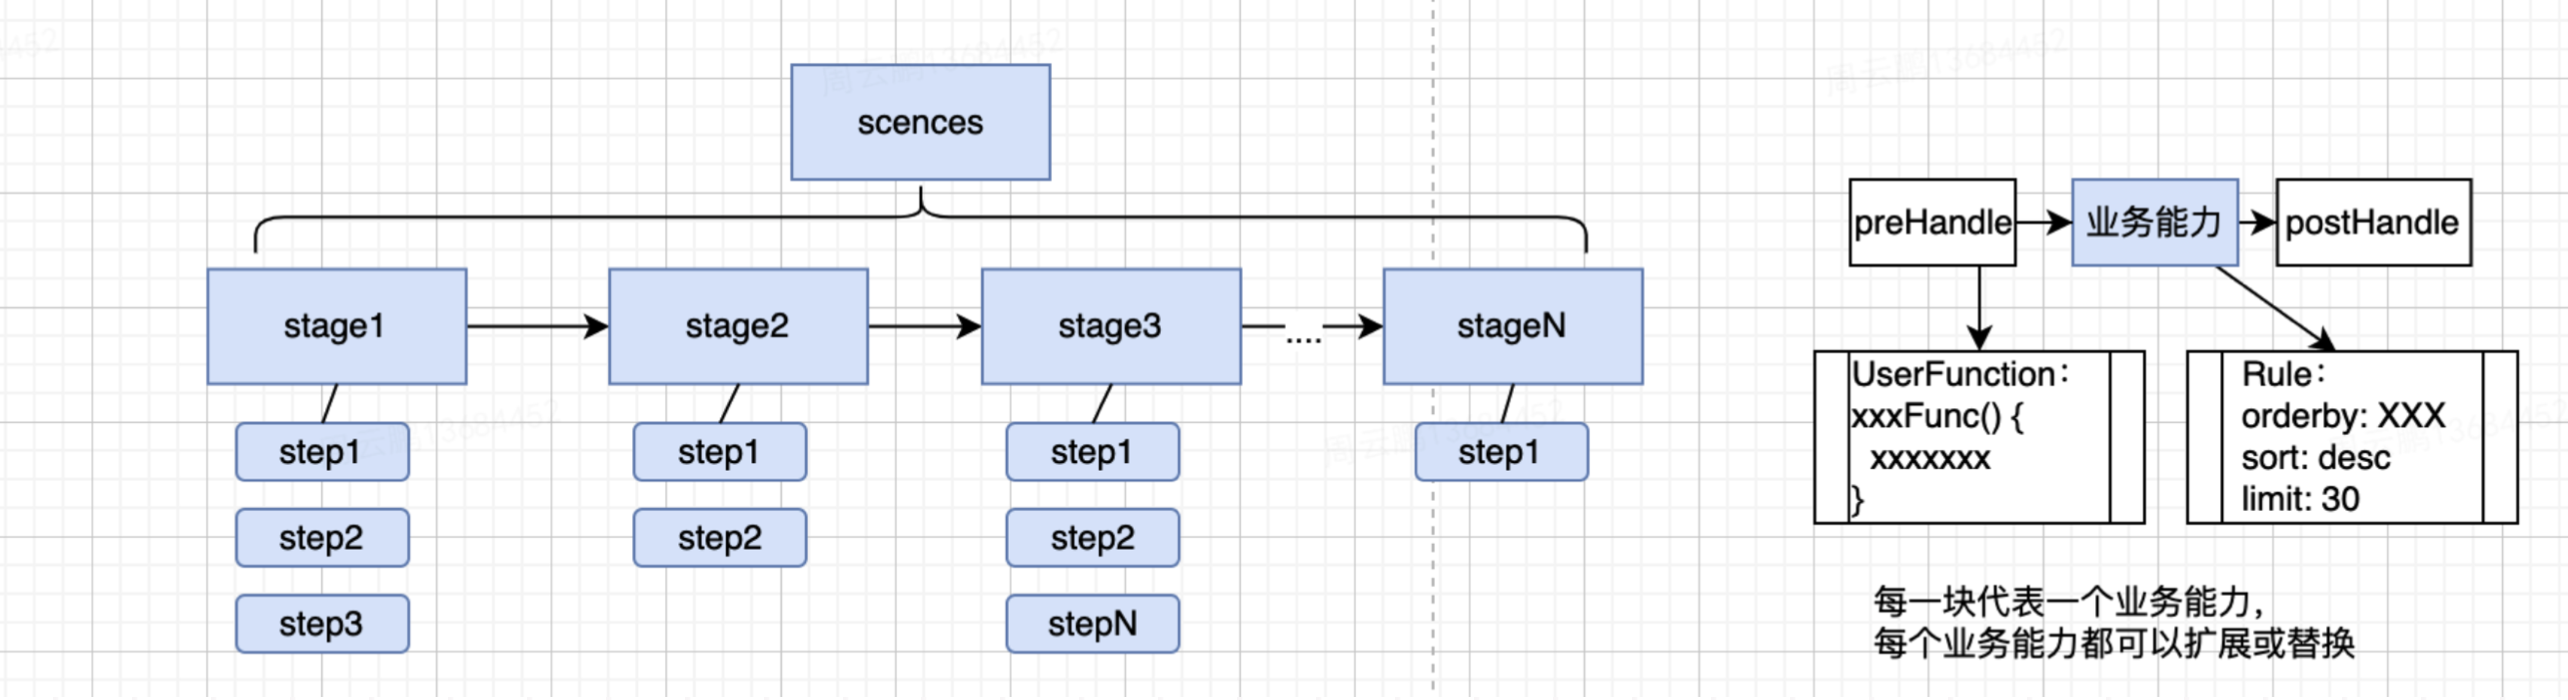 scences
stage1
stage2
stage3
....
stageN
step1
step2
step3
step1
step2
step1
step2
stepN
step1
preHandle
业务能力
postHandle
UserFunction：
xxxFunc() {
xxxxxxx
}
Rule：
orderby: XXX
sort: desc
limit: 30
每一块代表一个业务能力，
每个业务能力都可以扩展或替换